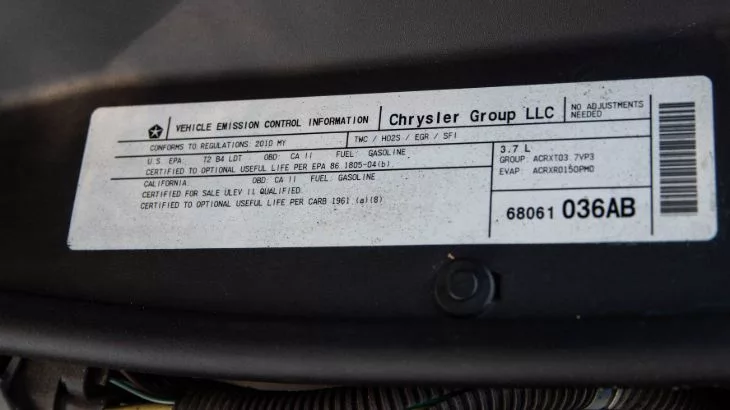 VEHICLE EMISSION CONTROL INFORMATION
Chrysler Group LLC
NO ADJUSTMENTS
NEEDED
CONFORMS TO REGULATIONS: 2010 MY
TWC / HO2S / EGR / SFI
U.S. EPA: T2 B4 LDT OBD: CA II FUEL: GASOLINE
CERTIFIED TO OPTIONAL USEFUL LIFE PER EPA 86.1805-04(b).
CALIFORNIA: OBD: CA II FUEL: GASOLINE
CERTIFIED FOR SALE ULEV II QUALIFIED.
CERTIFIED TO OPTIONAL USEFUL LIFE PER CARB 1961 (a)(8)
3.7 L
GROUP: ACRXT03.7VP3
EVAP: ACRXR0150PMD
68061 036AB